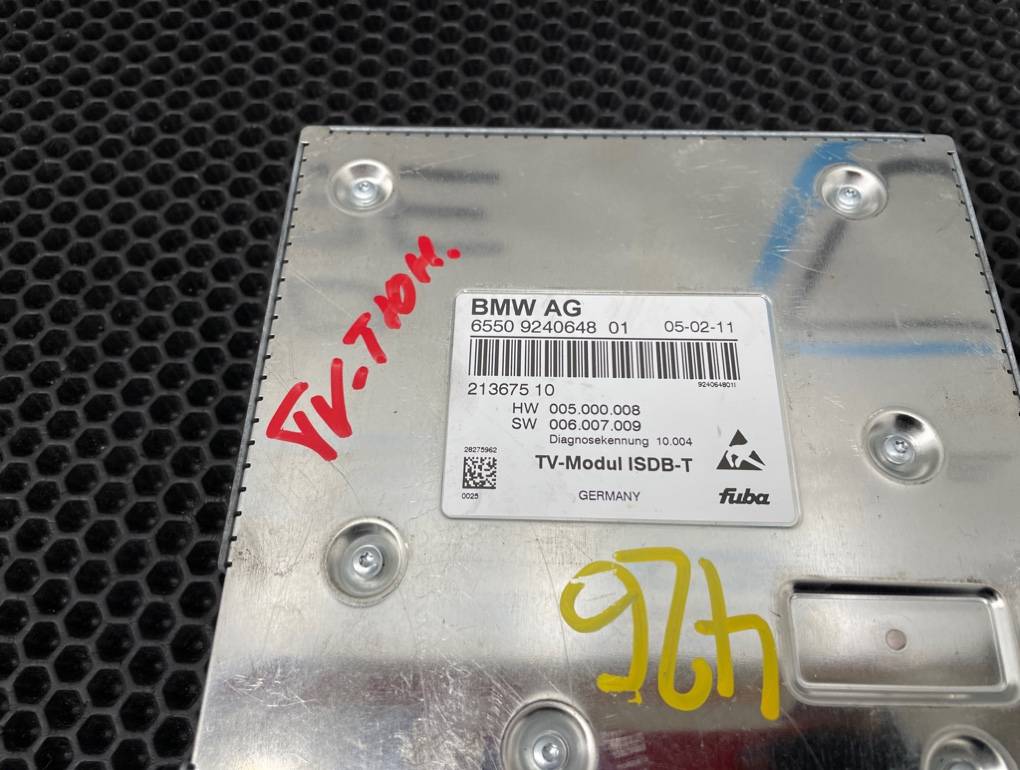 TV-ТЮН.
BMW AG
6550 9240648 01 05-02-11
9240648011
213675 10
HW 005.000.008
SW 006.007.009
Diagnosekennung 10.004
28275962
TV-Modul ISDB-T
0025
GERMANY
fuba
426